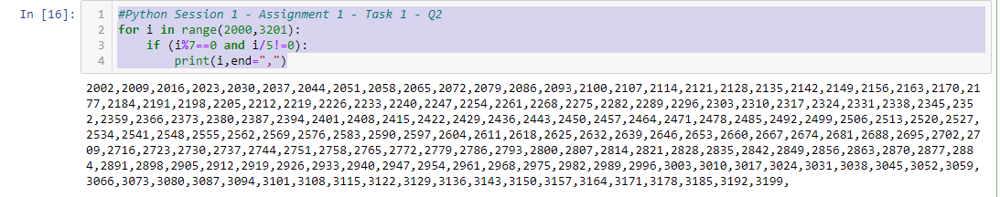 In [16]:
1 #Python Session 1 - Assignment 1 - Task 1 - Q2
2 for i in range(2000,3201):
3     if (i%7==0 and i/5!=0):
4         print(i,end=",")
2002,2009,2016,2023,2030,2037,2044,2051,2058,2065,2072,2079,2086,2093,2100,2107,2114,2121,2128,2135,2142,2149,2156,2163,2170,21
77,2184,2191,2198,2205,2212,2219,2226,2233,2240,2247,2254,2261,2268,2275,2282,2289,2296,2303,2310,2317,2324,2331,2338,2345,235
2,2359,2366,2373,2380,2387,2394,2401,2408,2415,2422,2429,2436,2443,2450,2457,2464,2471,2478,2485,2492,2499,2506,2513,2520,2527,
2534,2541,2548,2555,2562,2569,2576,2583,2590,2597,2604,2611,2618,2625,2632,2639,2646,2653,2660,2667,2674,2681,2688,2695,2702,27
09,2716,2723,2730,2737,2744,2751,2758,2765,2772,2779,2786,2793,2800,2807,2814,2821,2828,2835,2842,2849,2856,2863,2870,2877,288
4,2891,2898,2905,2912,2919,2926,2933,2940,2947,2954,2961,2968,2975,2982,2989,2996,3003,3010,3017,3024,3031,3038,3045,3052,3059,
3066,3073,3080,3087,3094,3101,3108,3115,3122,3129,3136,3143,3150,3157,3164,3171,3178,3185,3192,3199,